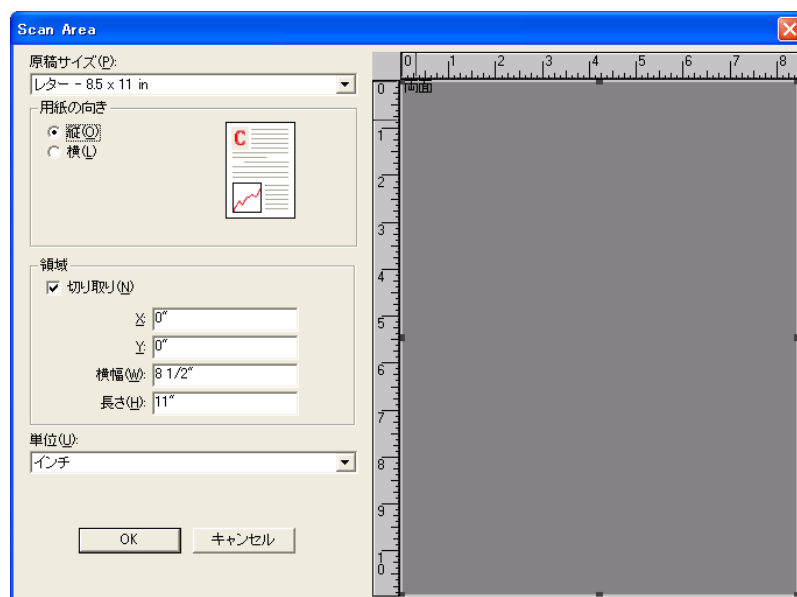 Scan Area
原稿サイズ(P):
レター - 8.5 x 11 in
用紙の向き
縦(O)
横(L)
C
領域
切り取り(N)
X: 0"
Y: 0"
横幅(W): 8 1/2"
長さ(H): 11"
単位(U):
インチ
OK
キャンセル
0 1 2 3 4 5 6 7 8
両面
0
1
2
3
4
5
6
7
8
9
10